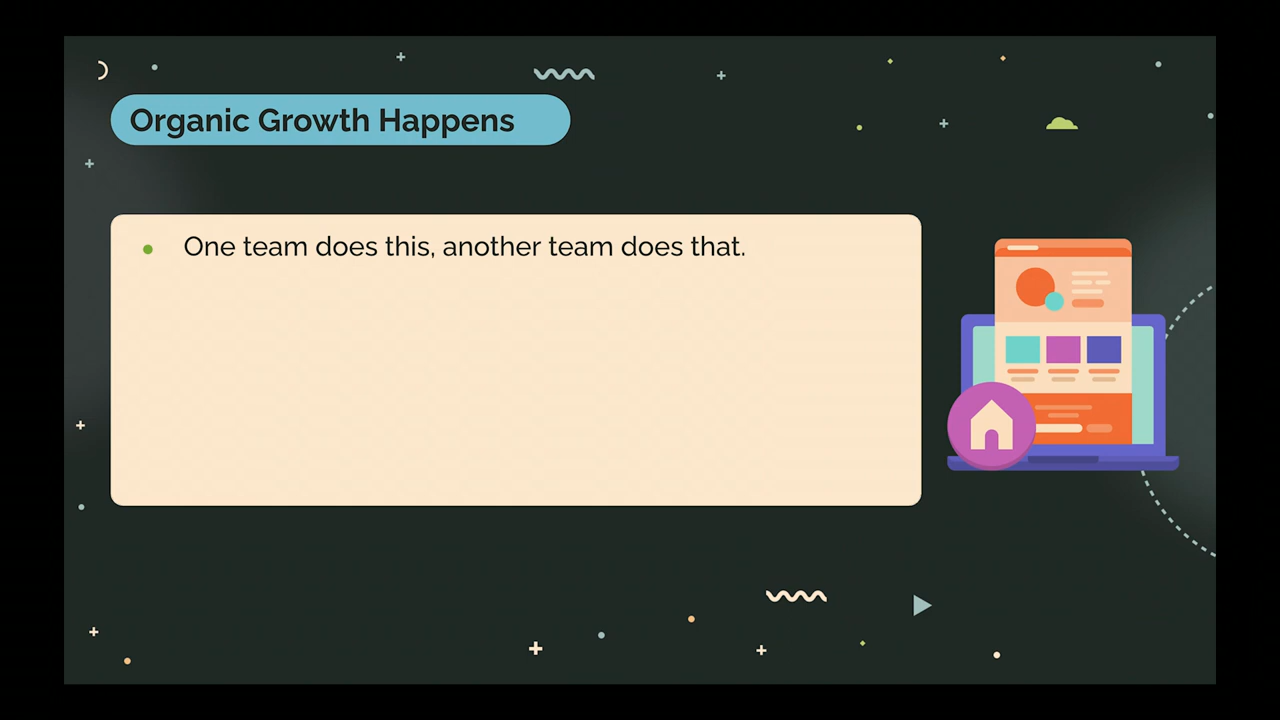 Organic Growth Happens
One team does this, another team does that.